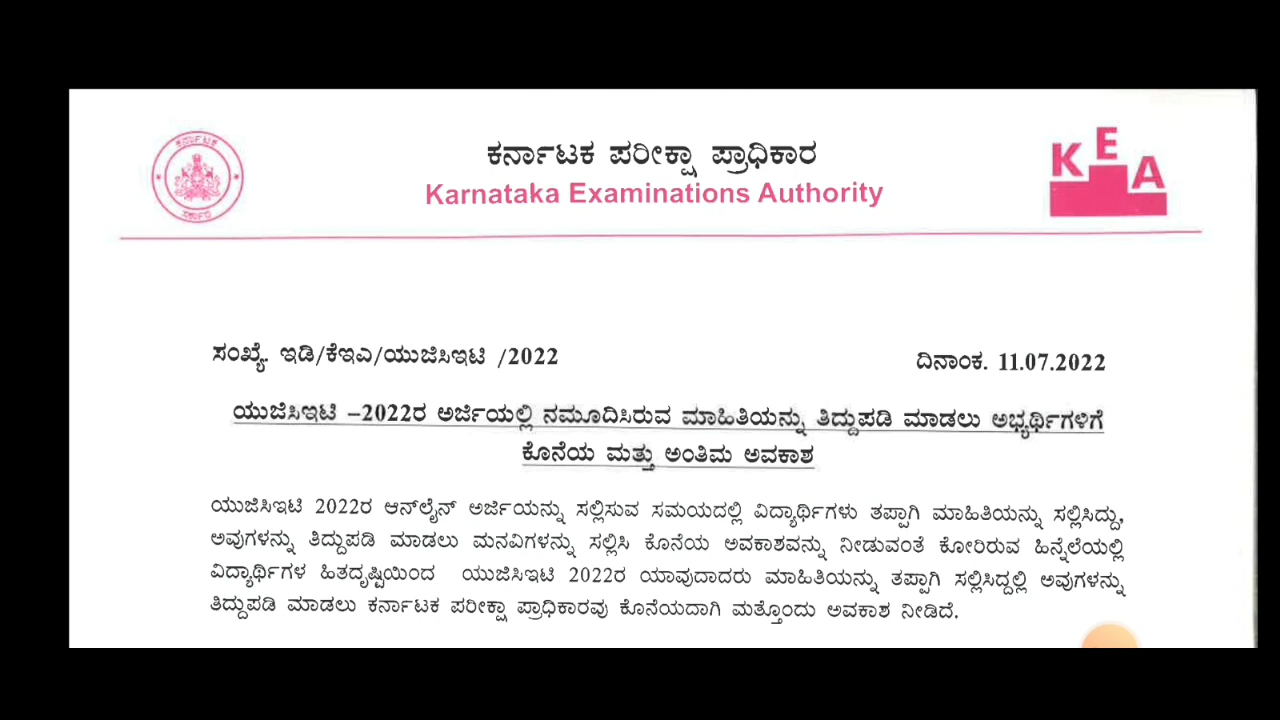 ಕರ್ನಾಟಕ
ಸರ್ಕಾರ
ಕರ್ನಾಟಕ ಪರೀಕ್ಷಾ ಪ್ರಾಧಿಕಾರ
Karnataka Examinations Authority
KEA
ಸಂಖ್ಯೆ. ಇಡಿ/ಕೆಇಎ/ಯುಜಿಸಿಇಟಿ /2022
ದಿನಾಂಕ. 11.07.2022
ಯುಜಿಸಿಇಟಿ –2022ರ ಅರ್ಜಿಯಲ್ಲಿ ನಮೂದಿಸಿರುವ ಮಾಹಿತಿಯನ್ನು ತಿದ್ದುಪಡಿ ಮಾಡಲು ಅಭ್ಯರ್ಥಿಗಳಿಗೆ
ಕೊನೆಯ ಮತ್ತು ಅಂತಿಮ ಅವಕಾಶ
ಯುಜಿಸಿಇಟಿ 2022ರ ಆನ್‌ಲೈನ್ ಅರ್ಜಿಯನ್ನು ಸಲ್ಲಿಸುವ ಸಮಯದಲ್ಲಿ ವಿದ್ಯಾರ್ಥಿಗಳು ತಪ್ಪಾಗಿ ಮಾಹಿತಿಯನ್ನು ಸಲ್ಲಿಸಿದ್ದು,
ಅವುಗಳನ್ನು ತಿದ್ದುಪಡಿ ಮಾಡಲು ಮನವಿಗಳನ್ನು ಸಲ್ಲಿಸಿ ಕೊನೆಯ ಅವಕಾಶವನ್ನು ನೀಡುವಂತೆ ಕೋರಿರುವ ಹಿನ್ನೆಲೆಯಲ್ಲಿ
ವಿದ್ಯಾರ್ಥಿಗಳ ಹಿತದೃಷ್ಟಿಯಿಂದ ಯುಜಿಸಿಇಟಿ 2022ರ ಯಾವುದಾದರು ಮಾಹಿತಿಯನ್ನು ತಪ್ಪಾಗಿ ಸಲ್ಲಿಸಿದ್ದಲ್ಲಿ ಅವುಗಳನ್ನು
ತಿದ್ದುಪಡಿ ಮಾಡಲು ಕರ್ನಾಟಕ ಪರೀಕ್ಷಾ ಪ್ರಾಧಿಕಾರವು ಕೊನೆಯದಾಗಿ ಮತ್ತೊಂದು ಅವಕಾಶ ನೀಡಿದೆ.